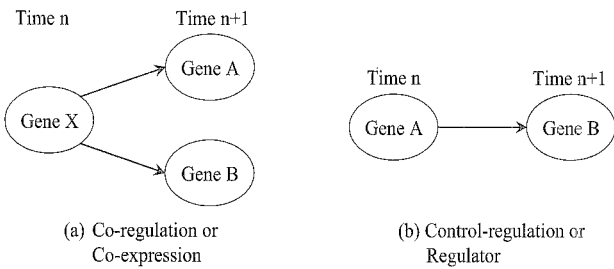 Time n
Time n+1
Gene A
Gene X
Gene B
(a) Co-regulation or
Co-expression
Time n
Time n+1
Gene A
Gene B
(b) Control-regulation or
Regulator